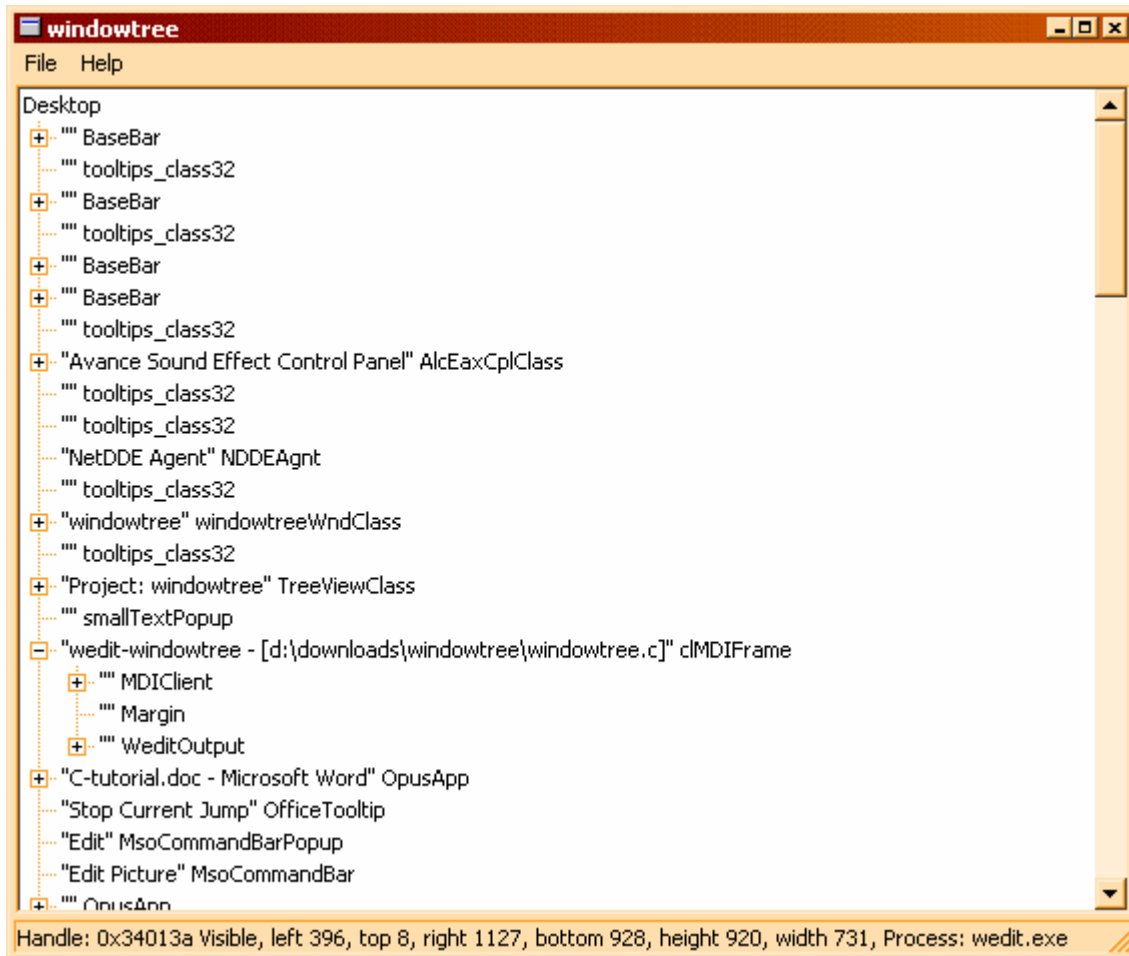 windowtree
File Help
Desktop
"" BaseBar
"" tooltips_class32
"" BaseBar
"" tooltips_class32
"" BaseBar
"" BaseBar
"" tooltips_class32
"Avance Sound Effect Control Panel" AlcEaxCplClass
"" tooltips_class32
"" tooltips_class32
"NetDDE Agent" NDDEAgnt
"" tooltips_class32
"windowtree" windowtreeWndClass
"" tooltips_class32
"Project: windowtree" TreeViewClass
"" smallTextPopup
"wedit-windowtree - [d:\downloads\windowtree\windowtree.c]" clMDIFrame
"" MDIClient
"" Margin
"" WeditOutput
"C-tutorial.doc - Microsoft Word" OpusApp
"Stop Current Jump" OfficeTooltip
"Edit" MsoCommandBarPopup
"Edit Picture" MsoCommandBar
"" OpusApp
Handle: 0x34013a Visible, left 396, top 8, right 1127, bottom 928, height 920, width 731, Process: wedit.exe